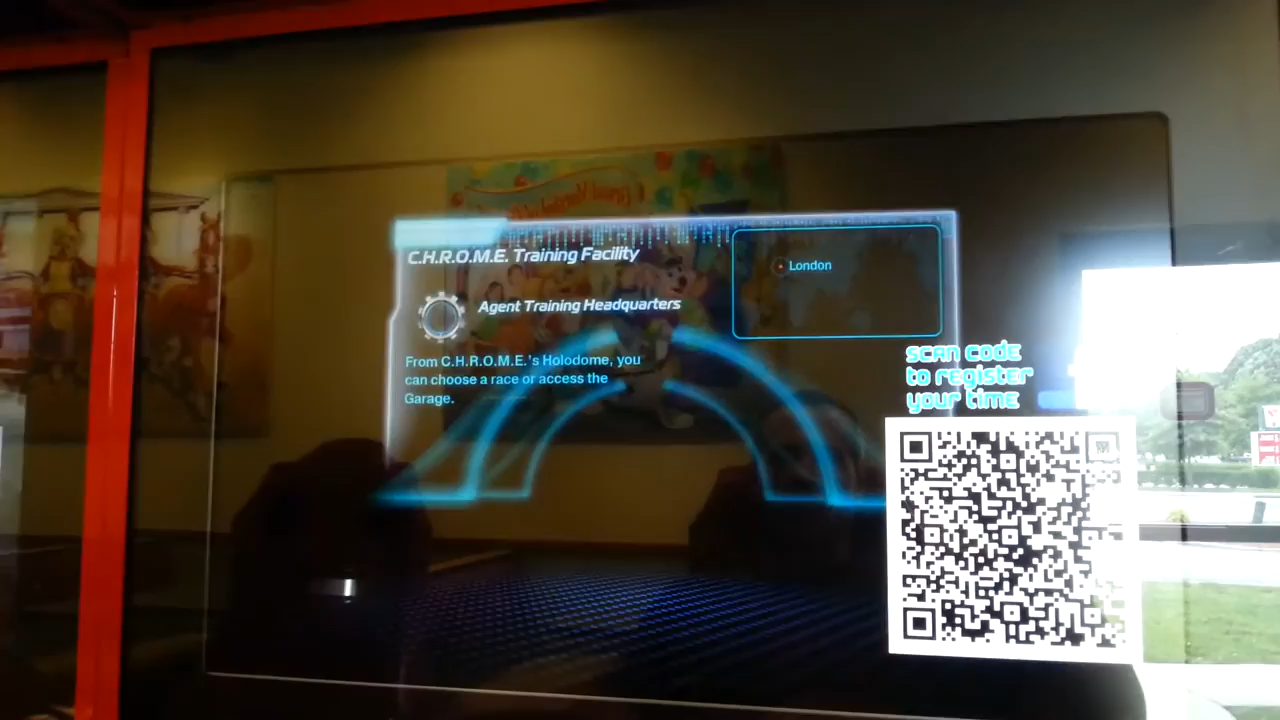 C.H.R.O.M.E. Training Facility
London
Agent Training Headquarters
From C.H.R.O.M.E.'s Holodome, you
can choose a race or access the
Garage.
scan code
to register
your time